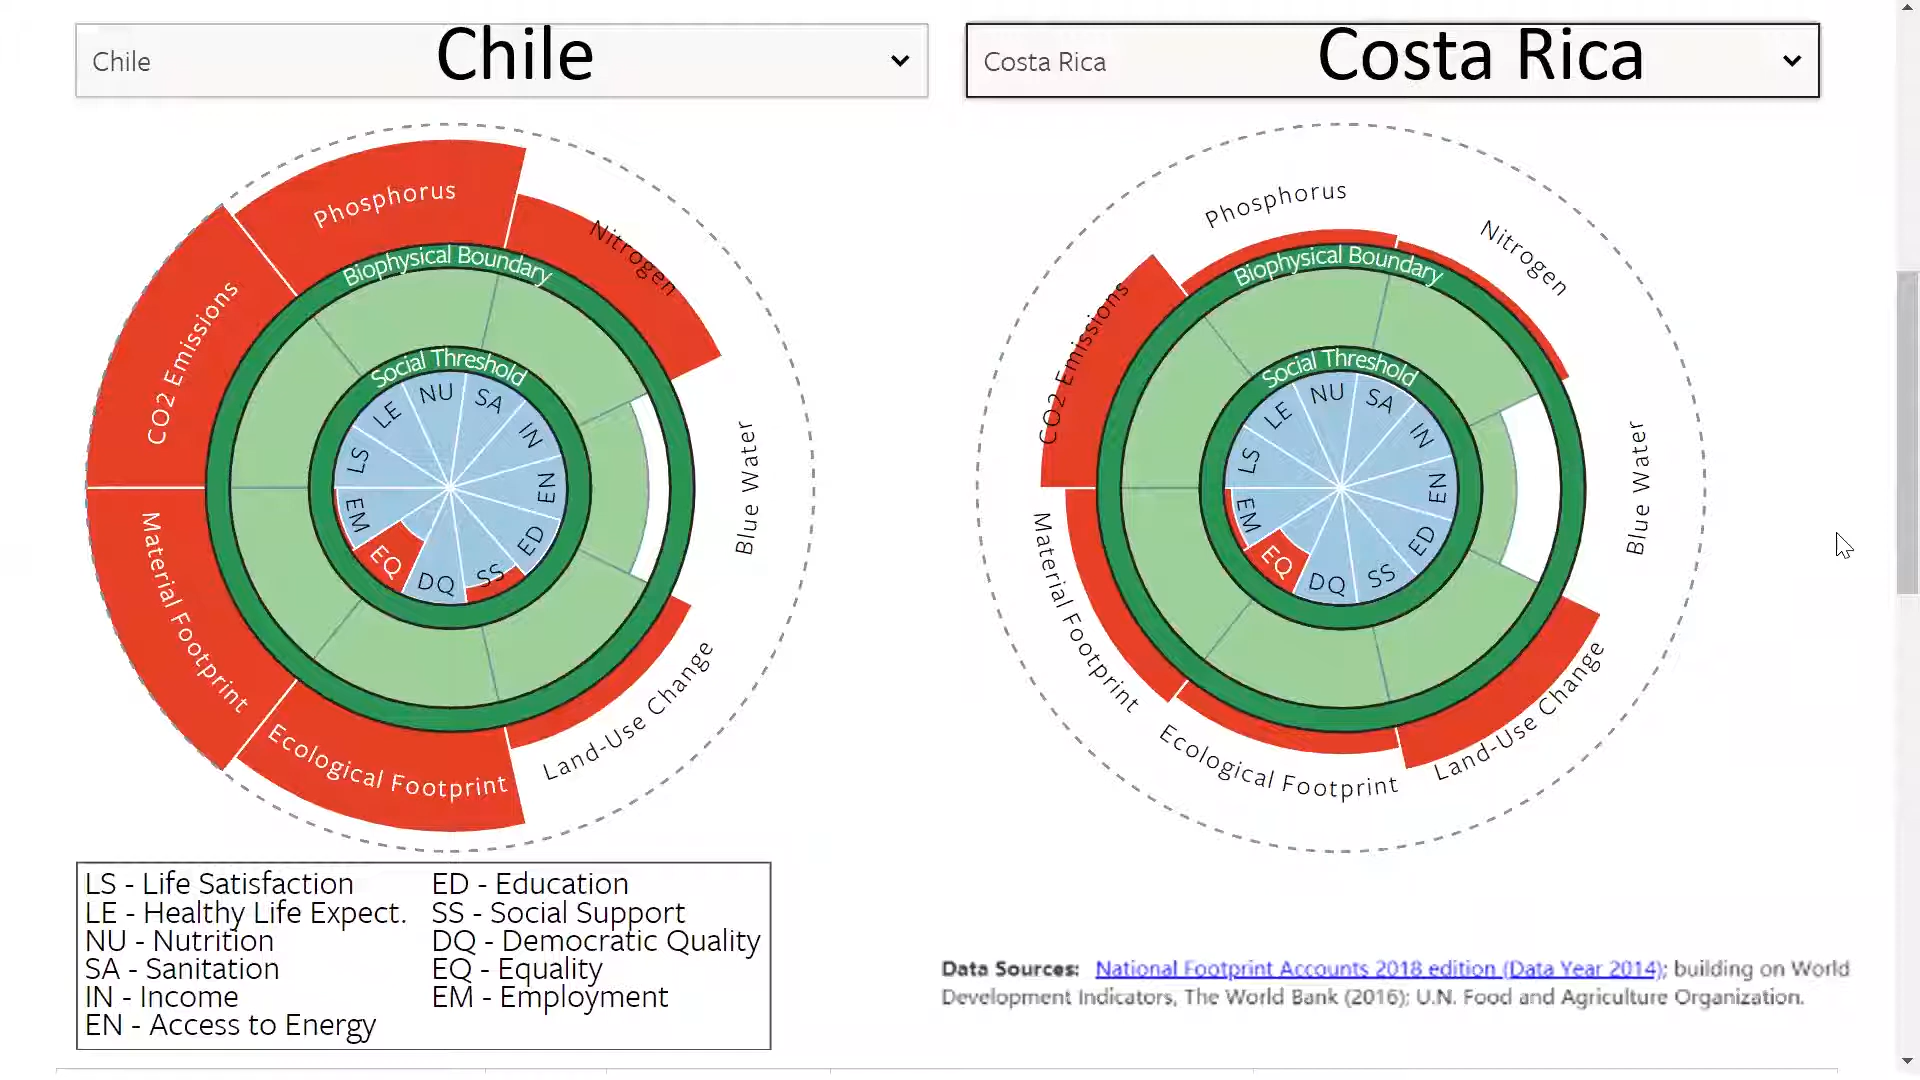 Chile
Chile
Costa Rica
Costa Rica
Phosphorus
Nitrogen
CO2 Emissions
Biophysical Boundary
Social Threshold
Blue Water
Material Footprint
Ecological Footprint
Land-Use Change
LS
LE
NU
SA
IN
EN
ED
SS
DQ
EQ
EM
Phosphorus
Nitrogen
CO2 Emissions
Biophysical Boundary
Social Threshold
Blue Water
Material Footprint
Ecological Footprint
Land-Use Change
LS
LE
NU
SA
IN
EN
ED
SS
DQ
EQ
EM
LS - Life Satisfaction
LE - Healthy Life Expect.
NU - Nutrition
SA - Sanitation
IN - Income
EN - Access to Energy
ED - Education
SS - Social Support
DQ - Democratic Quality
EQ - Equality
EM - Employment
Data Sources: National Footprint Accounts 2018 edition (Data Year 2014); building on World
Development Indicators, The World Bank (2016); U.N. Food and Agriculture Organization.